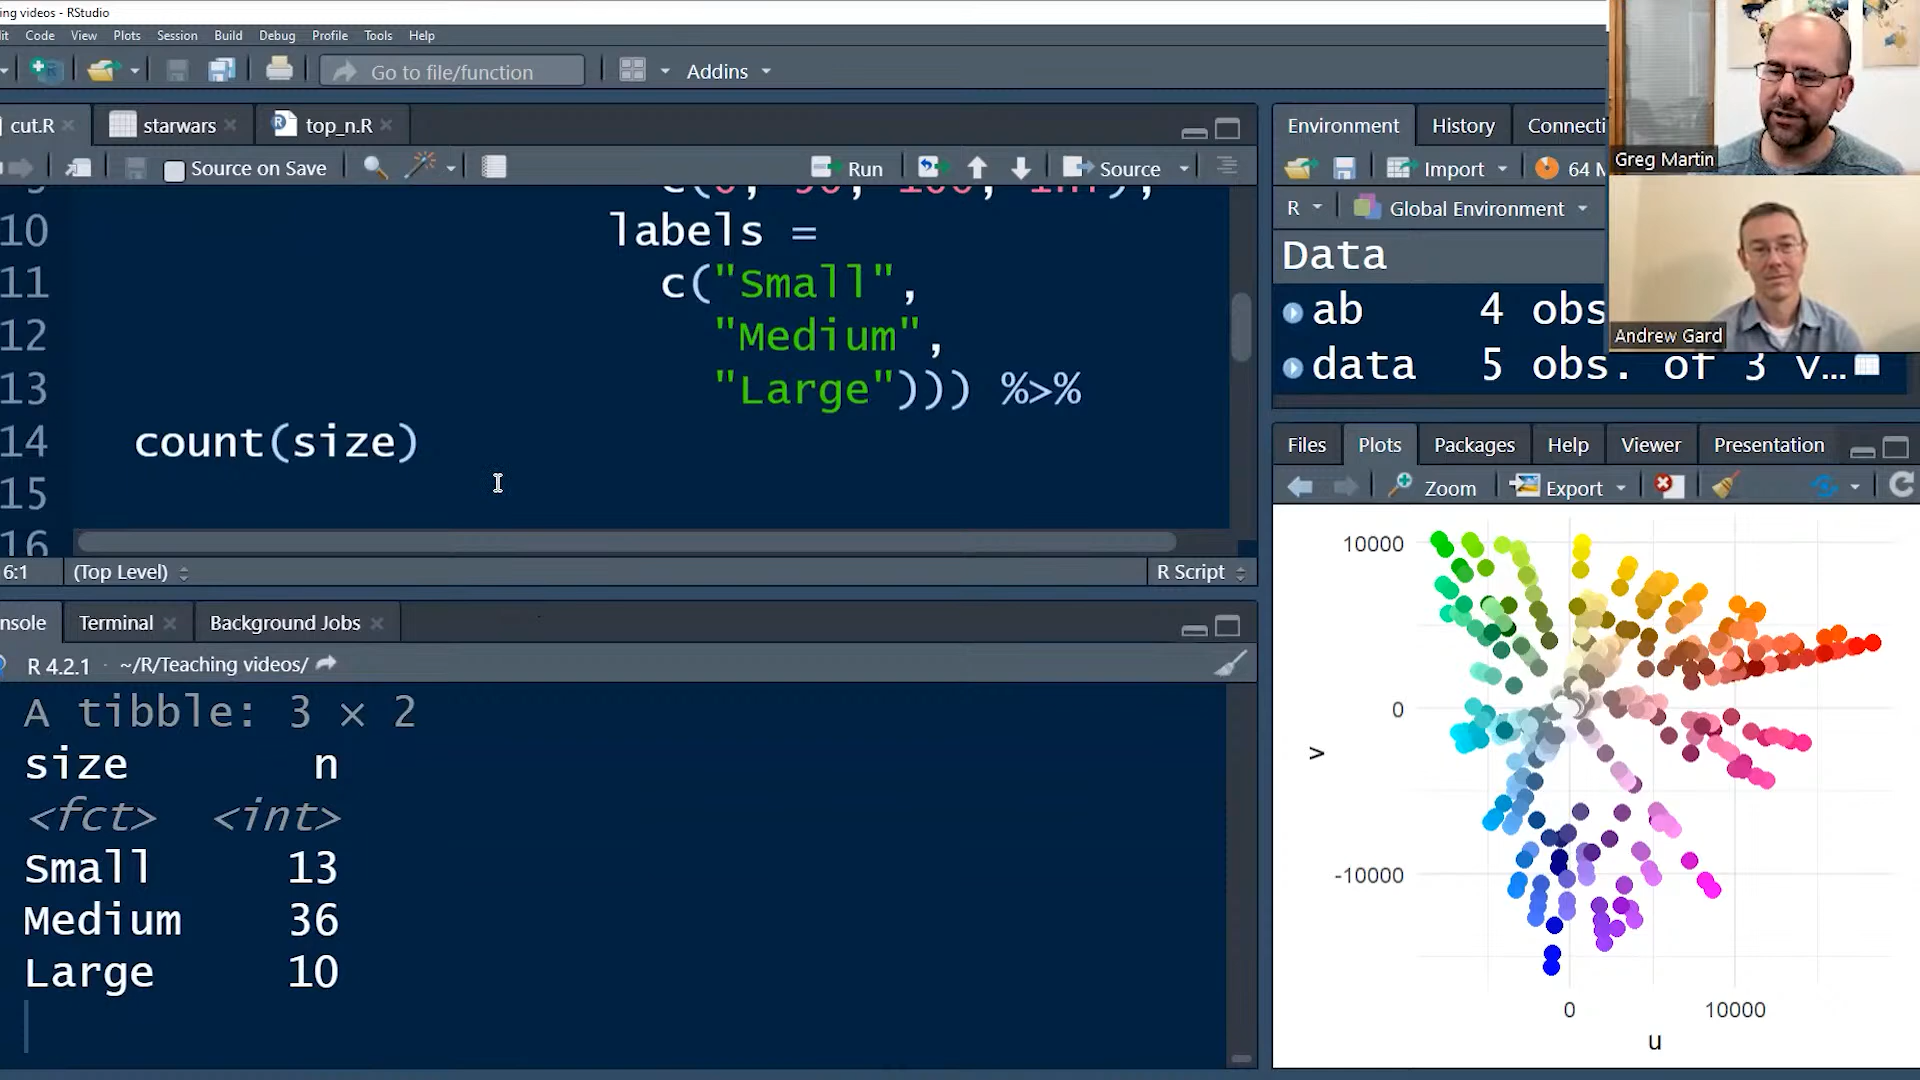 ing videos - RStudio
it Code View Plots Session Build Debug Profile Tools Help
Go to file/function Addins
cut.R starwars top_n.R
Source on Save Run Source
10 labels =
11 c("Small",
12 "Medium",
13 "Large"))) %>%
14 count(size)
15
16
6:1 (Top Level) R Script
nsole Terminal Background Jobs
R 4.2.1 · ~/R/Teaching videos/
A tibble: 3 × 2
size n
<fct> <int>
Small 13
Medium 36
Large 10
Environment History Connecti
Import 64 M
R Global Environment
Data
ab 4 obs
data 5 obs. of 3 v...
Greg Martin
Andrew Gard
Files Plots Packages Help Viewer Presentation
Zoom Export
10000
0
-10000
v
0 10000
u